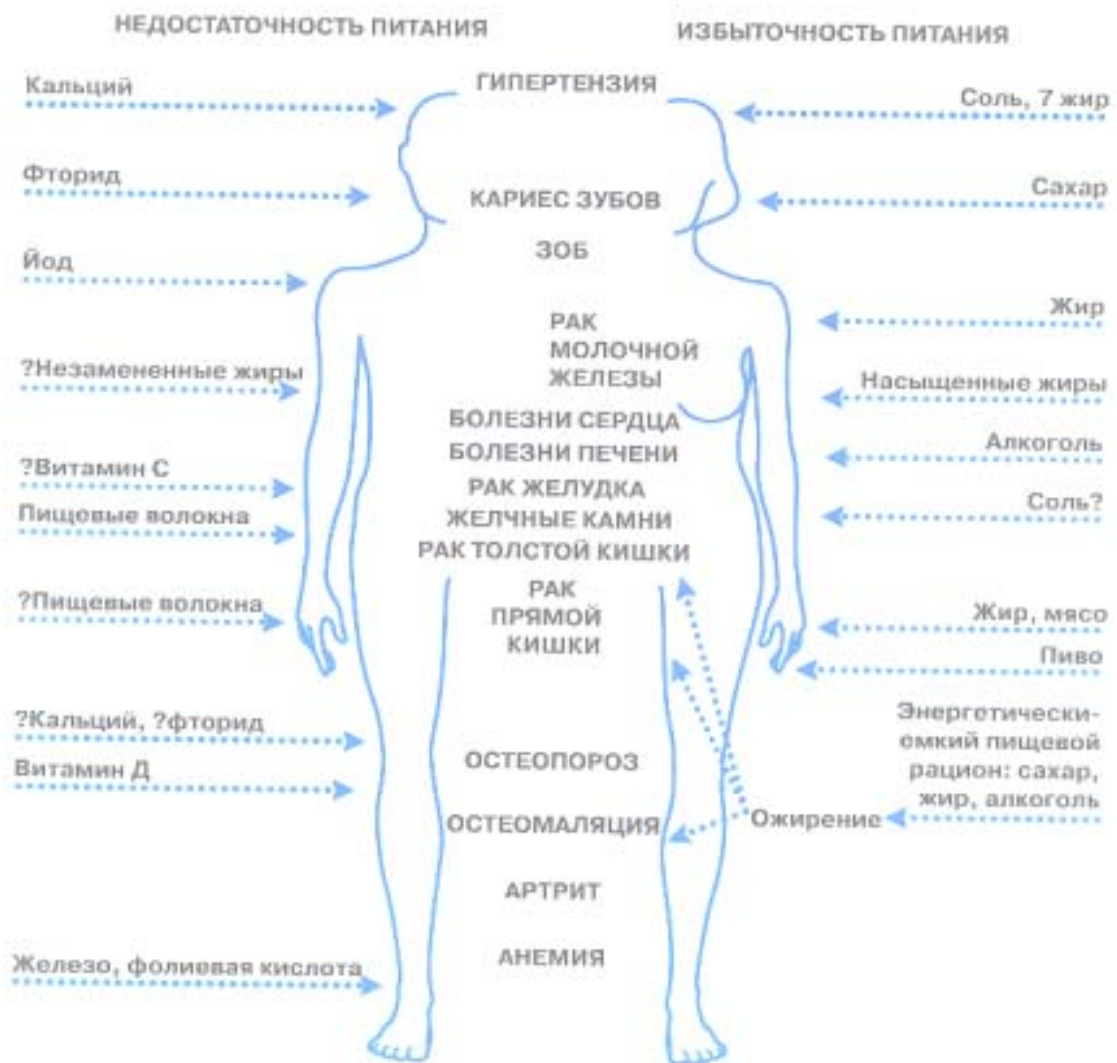 НЕДОСТАТОЧНОСТЬ ПИТАНИЯ
ИЗБЫТОЧНОСТЬ ПИТАНИЯ
Кальций
ГИПЕРТЕНЗИЯ
Соль, 7 жир
Фторид
КАРИЕС ЗУБОВ
Сахар
Йод
ЗОБ
РАК
МОЛОЧНОЙ
ЖЕЛЕЗЫ
Жир
?Незамененные жиры
БОЛЕЗНИ СЕРДЦА
Насыщенные жиры
БОЛЕЗНИ ПЕЧЕНИ
Алкоголь
?Витамин С
РАК ЖЕЛУДКА
Соль?
Пищевые волокна
ЖЕЛЧНЫЕ КАМНИ
РАК ТОЛСТОЙ КИШКИ
?Пищевые волокна
РАК
ПРЯМОЙ
КИШКИ
Жир, мясо
Пиво
?Кальций, ?фторид
ОСТЕОПОРОЗ
Энергетически-
емкий пищевой
рацион: сахар,
жир, алкоголь
Витамин Д
ОСТЕОМАЛЯЦИЯ
Ожирение
АРТРИТ
Железо, фолиевая кислота
АНЕМИЯ